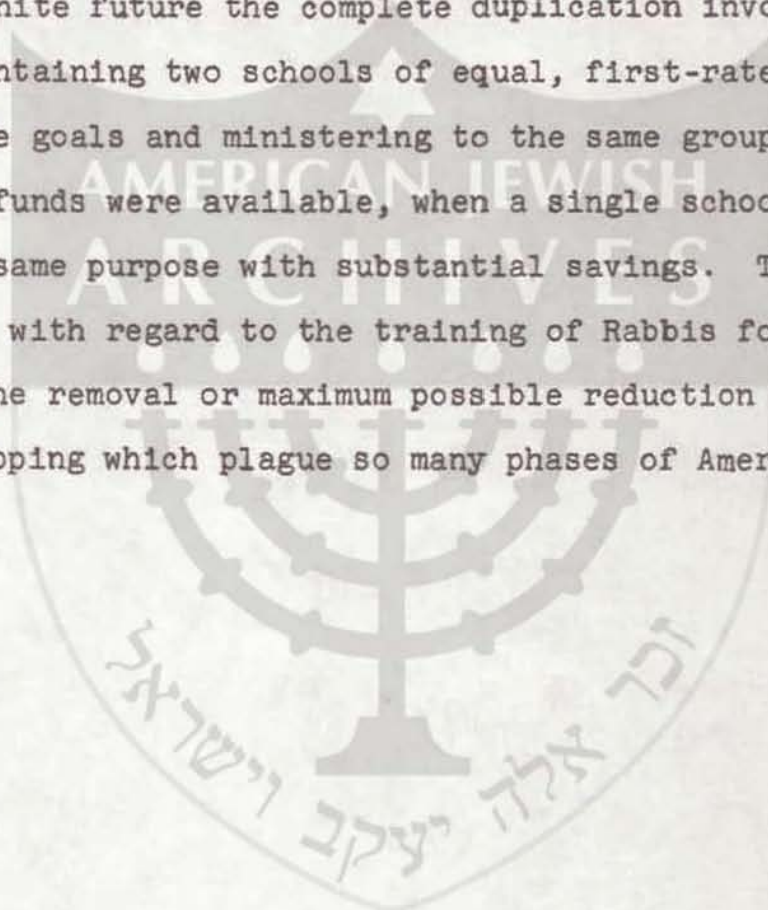 nite future the complete duplication invo
ntaining two schools of equal, first-rate
e goals and ministering to the same group
funds were available, when a single schoo
same purpose with substantial savings. T
with regard to the training of Rabbis fo
ne removal or maximum possible reduction
pping which plague so many phases of Amer
AMERICAN JEWISH
ARCHIVES
זכר אלה יעקב וישראל